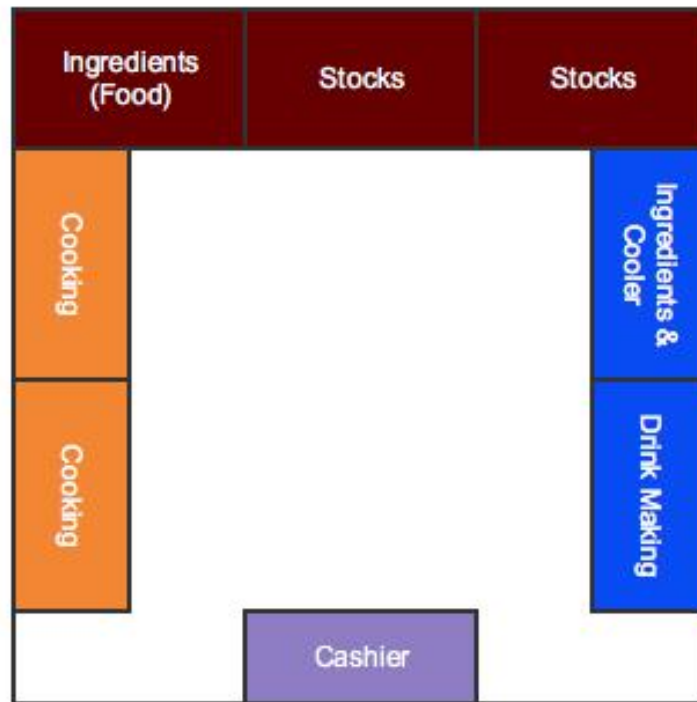 Ingredients
(Food)
Stocks
Stocks
Cooking
Ingredients &
Cooler
Cooking
Drink Making
Cashier